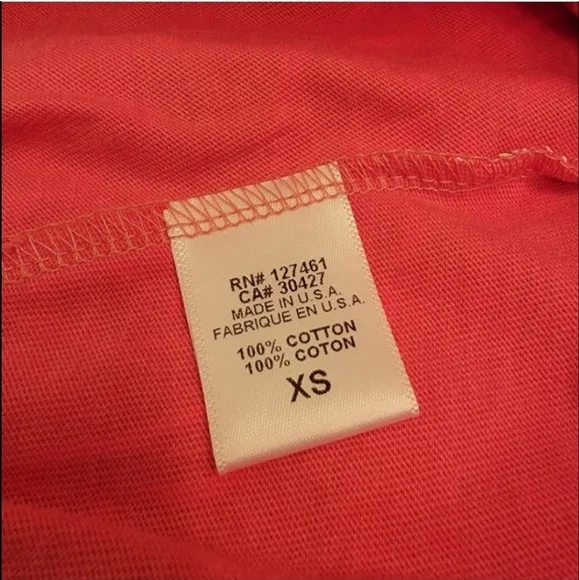 RN# 127461
CA# 30427
MADE IN U.S.A.
FABRIQUE EN U.S.A.
100% COTTON
100% COTON
XS